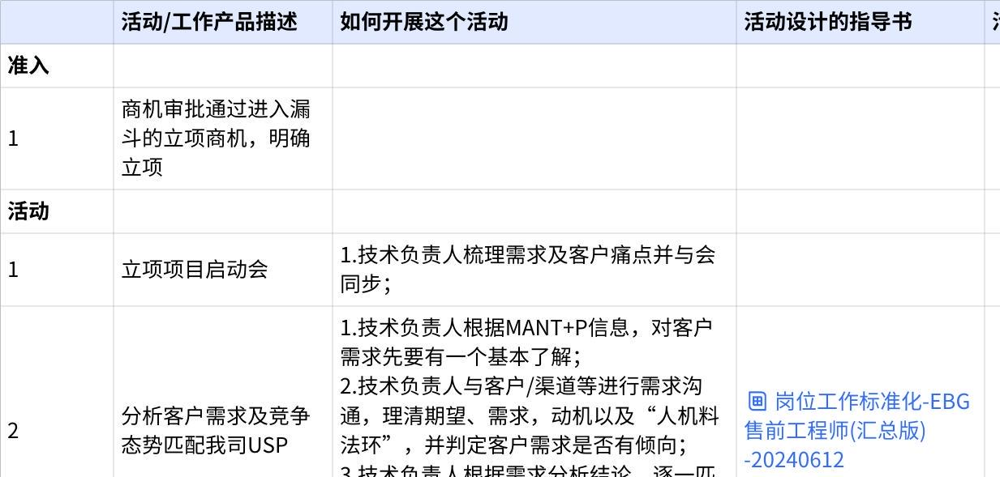 活动/工作产品描述 如何开展这个活动 活动设计的指导书
准入
1
商机审批通过进入漏
斗的立项商机，明确
立项
活动
1
立项项目启动会
1.技术负责人梳理需求及客户痛点并与会
同步；
2
分析客户需求及竞争
态势匹配我司USP
1.技术负责人根据MANT+P信息，对客户
需求先要有一个基本了解；
2.技术负责人与客户/渠道等进行需求沟
通，理清期望、需求，动机以及“人机料
法环”，并判定客户需求是否有倾向；
3.技术负责人根据需求分析结论，逐一匹
岗位工作标准化-EBG
售前工程师(汇总版)
-20240612